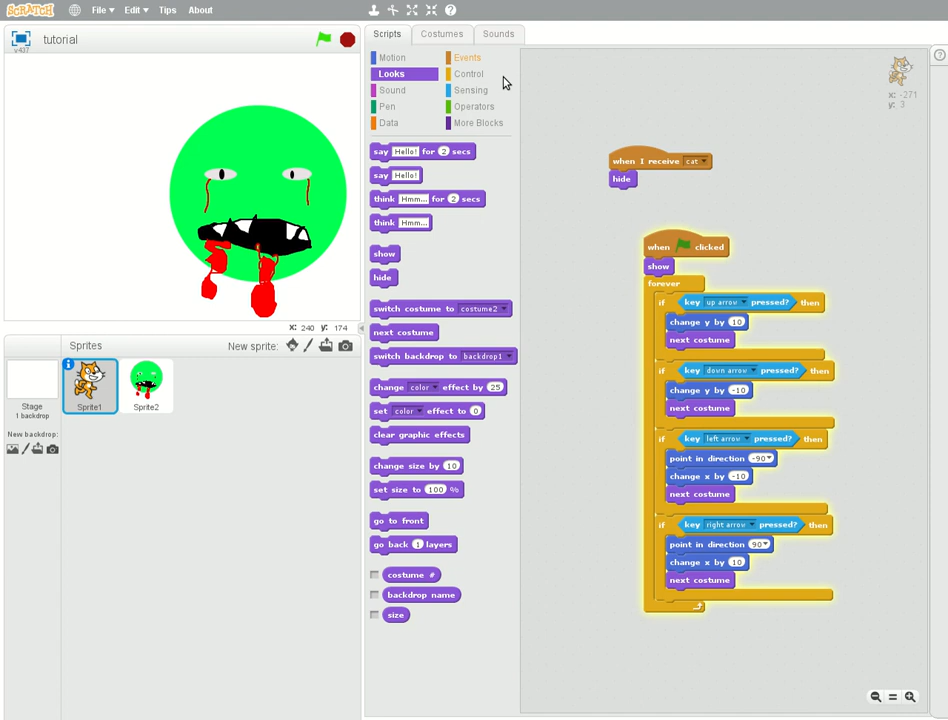 SCRATCH File Edit Tips About
tutorial
v437
x: 240 y: 174
Sprites New sprite:
Stage
1 backdrop
New backdrop:
Sprite1
Sprite2
Scripts Costumes Sounds
Motion Events
Looks Control
Sound Sensing
Pen Operators
Data More Blocks
say Hello! for 2 secs
say Hello!
think Hmm... for 2 secs
think Hmm...
show
hide
switch costume to costume2
next costume
switch backdrop to backdrop1
change color effect by 25
set color effect to 0
clear graphic effects
change size by 10
set size to 100 %
go to front
go back 1 layers
costume #
backdrop name
size
x: -271
y: 3
when I receive cat
hide
when clicked
show
forever
if key up arrow pressed? then
change y by 10
next costume
if key down arrow pressed? then
change y by -10
next costume
if key left arrow pressed? then
point in direction -90
change x by -10
next costume
if key right arrow pressed? then
point in direction 90
change x by 10
next costume